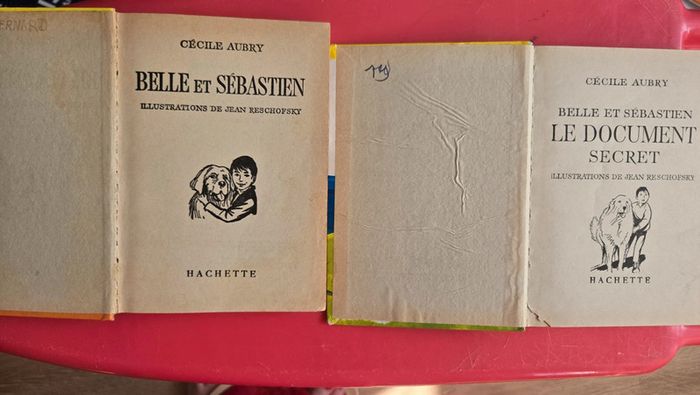 ERNARD
CÉCILE AUBRY
BELLE ET SÉBASTIEN
ILLUSTRATIONS DE JEAN RESCHOFSKY
HACHETTE
CÉCILE AUBRY
BELLE ET SÉBASTIEN
LE DOCUMENT
SECRET
ILLUSTRATIONS DE JEAN RESCHOFSKY
HACHETTE